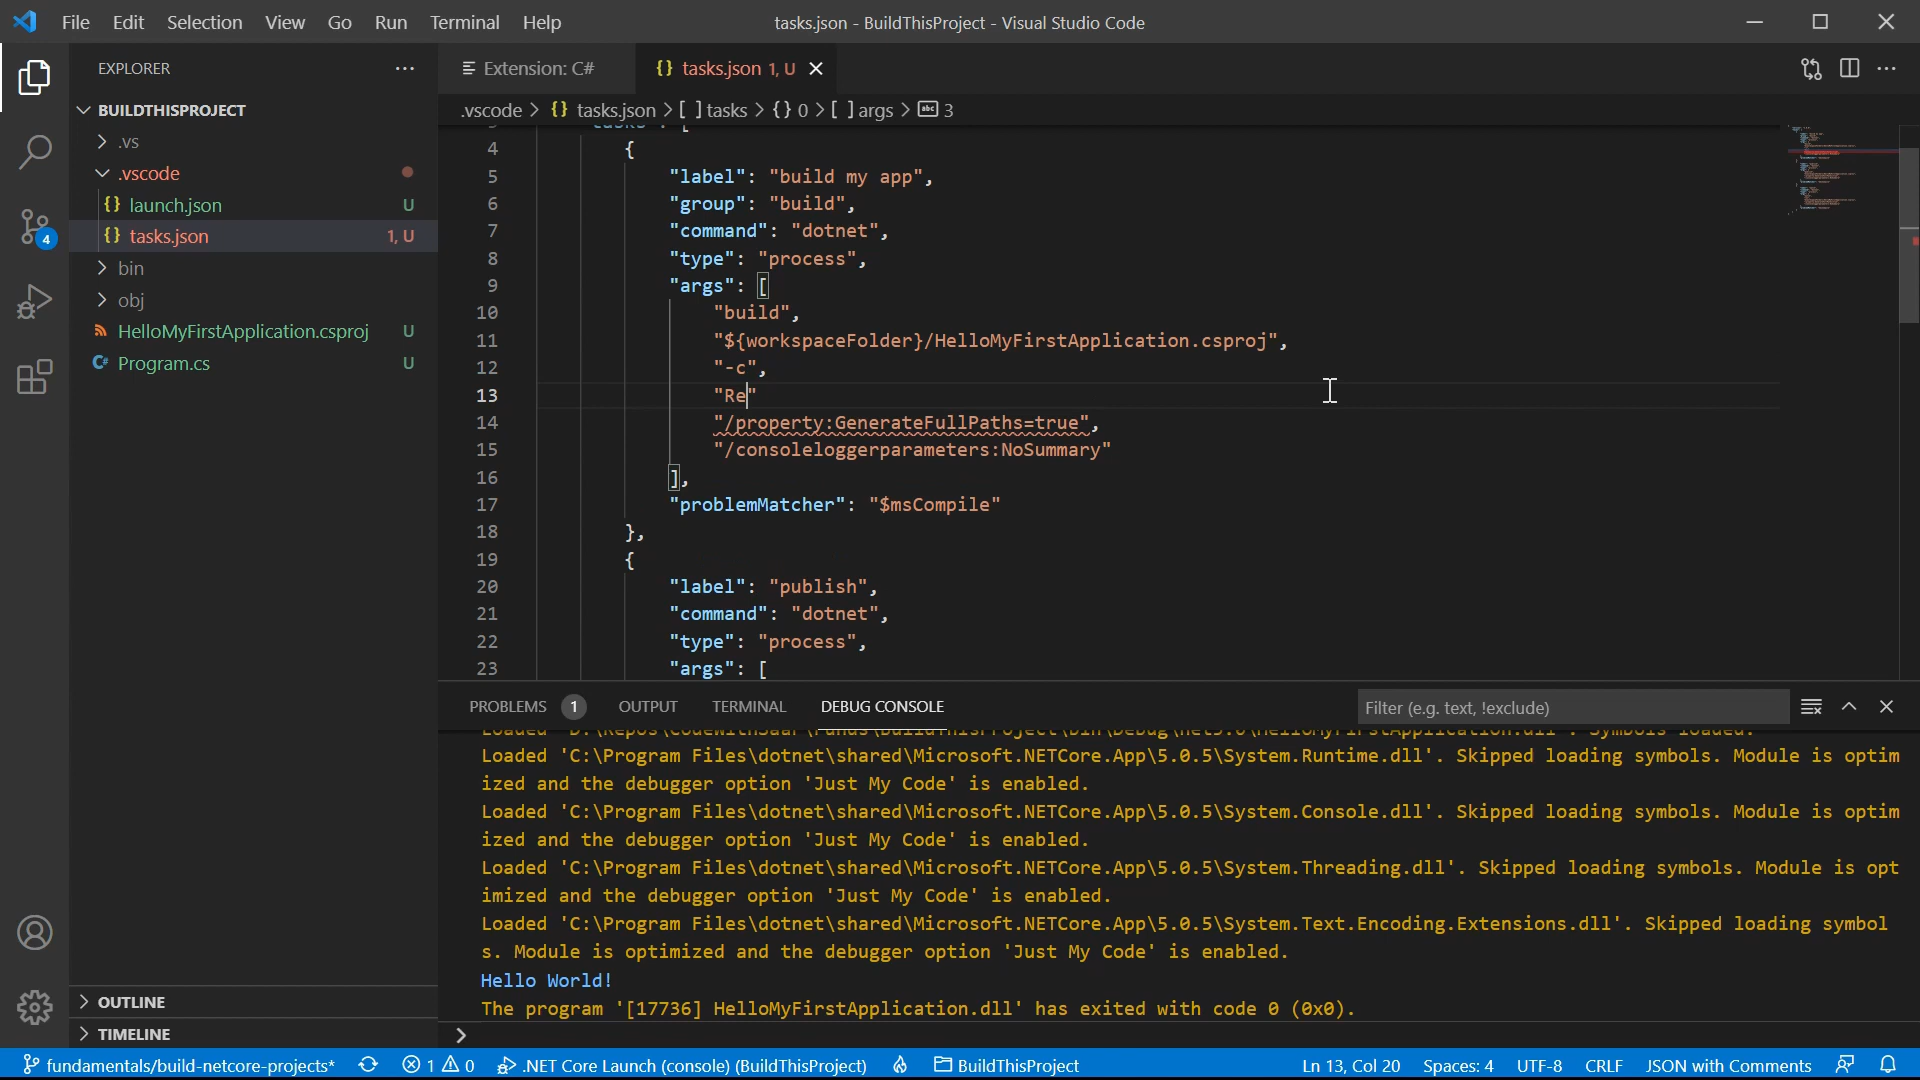 File Edit Selection View Go Run Terminal Help
tasks.json - BuildThisProject - Visual Studio Code
EXPLORER
Extension: C#
tasks.json 1, U
BUILDTHISPROJECT
.vs
.vscode
launch.json U
tasks.json 1, U
bin
obj
HelloMyFirstApplication.csproj U
Program.cs U
OUTLINE
TIMELINE
4
.vscode > {} tasks.json > [ ] tasks > {} 0 > [ ] args > abc 3
4 {
5 "label": "build my app",
6 "group": "build",
7 "command": "dotnet",
8 "type": "process",
9 "args": [
10 "build",
11 "${workspaceFolder}/HelloMyFirstApplication.csproj",
12 "-c",
13 "Re"
14 "/property:GenerateFullPaths=true",
15 "/consoleloggerparameters:NoSummary"
16 ],
17 "problemMatcher": "$msCompile"
18 },
19 {
20 "label": "publish",
21 "command": "dotnet",
22 "type": "process",
23 "args": [
PROBLEMS 1 OUTPUT TERMINAL DEBUG CONSOLE
Filter (e.g. text, !exclude)
Loaded 'C:\Program Files\dotnet\shared\Microsoft.NETCore.App\5.0.5\System.Runtime.dll'. Skipped loading symbols. Module is optim
ized and the debugger option 'Just My Code' is enabled.
Loaded 'C:\Program Files\dotnet\shared\Microsoft.NETCore.App\5.0.5\System.Console.dll'. Skipped loading symbols. Module is optim
ized and the debugger option 'Just My Code' is enabled.
Loaded 'C:\Program Files\dotnet\shared\Microsoft.NETCore.App\5.0.5\System.Threading.dll'. Skipped loading symbols. Module is opt
imized and the debugger option 'Just My Code' is enabled.
Loaded 'C:\Program Files\dotnet\shared\Microsoft.NETCore.App\5.0.5\System.Text.Encoding.Extensions.dll'. Skipped loading symbol
s. Module is optimized and the debugger option 'Just My Code' is enabled.
Hello World!
The program '[17736] HelloMyFirstApplication.dll' has exited with code 0 (0x0).
fundamentals/build-netcore-projects* 1 0 .NET Core Launch (console) (BuildThisProject) BuildThisProject Ln 13, Col 20 Spaces: 4 UTF-8 CRLF JSON with Comments